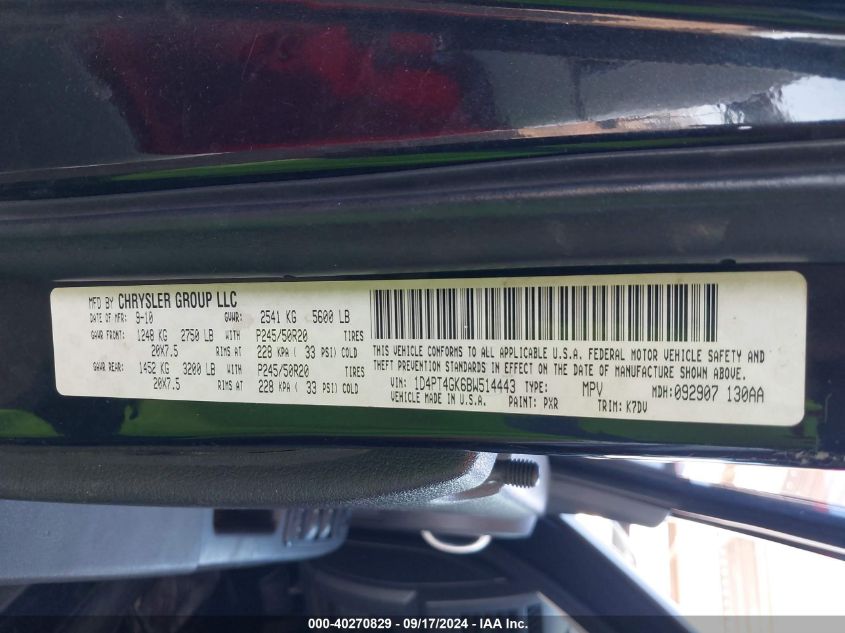 MFD BY CHRYSLER GROUP LLC
DATE OF MFR: 9-10 GVWR: 2541 KG 5600 LB
GAWR FRONT: 1248 KG 2750 LB WITH P245/50R20 TIRES
20X7.5 RIMS AT 228 KPA ( 33 PSI) COLD
GAWR REAR: 1452 KG 3200 LB WITH P245/50R20 TIRES
20X7.5 RIMS AT 228 KPA ( 33 PSI) COLD
THIS VEHICLE CONFORMS TO ALL APPLICABLE U.S.A. FEDERAL MOTOR VEHICLE SAFETY AND
THEFT PREVENTION STANDARDS IN EFFECT ON THE DATE OF MANUFACTURE SHOWN ABOVE.
VIN: 1D4PT4GK6BW514443 TYPE: MPV MDH: 092907 130AA
VEHICLE MADE IN U.S.A. PAINT: PXR TRIM: K7DV
000-40270829 - 09/17/2024 - IAA Inc.